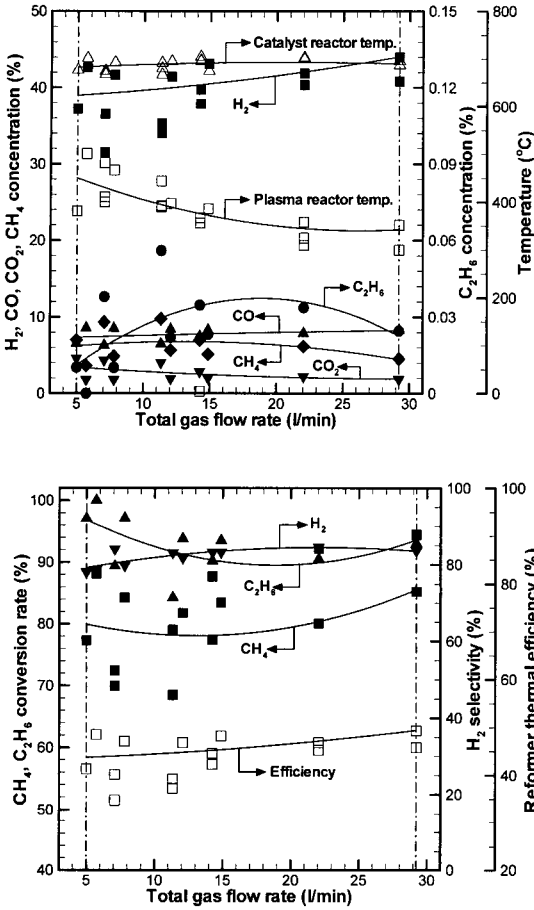 H2, CO, CO2, CH4 concentration (%)
50
40
30
20
10
0
0 5 10 15 20 25 30
Total gas flow rate (l/min)
0.15
0.12
0.09
0.06
0.03
0
C2H6 concentration (%)
800
600
400
200
0
Temperature (°C)
Catalyst reactor temp.
H2
Plasma reactor temp.
C2H6
CO
CH4
CO2
CH4, C2H6 conversion rate (%)
100
90
80
70
60
50
40
5 10 15 20 25 30
Total gas flow rate (l/min)
100
80
60
40
20
0
H2 selectivity (%)
100
80
60
40
20
Reformer thermal efficiency (%)
H2
C2H6
CH4
Efficiency